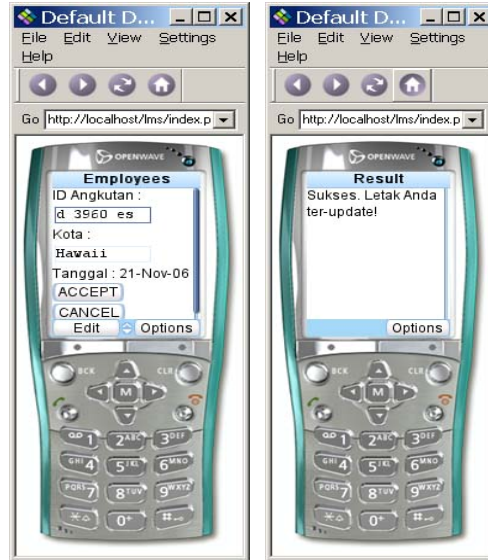 Default D...
File Edit View Settings
Help
Go http://localhost/lms/index.p
OPENWAVE
Employees
ID Angkutan :
d 3960 es
Kota :
Hawaii
Tanggal : 21-Nov-06
ACCEPT
CANCEL
Edit Options
BCK CLR
M
1 2ABC 3DEF
GHI4 5JKL 6MNO
PQRS7 8TUV 9WXYZ
0+ #
Default D...
File Edit View Settings
Help
Go http://localhost/lms/index.p
OPENWAVE
Result
Sukses. Letak Anda
ter-update!
Options
BCK CLR
M
1 2ABC 3DEF
GHI4 5JKL 6MNO
PQRS7 8TUV 9WXYZ
0+ #